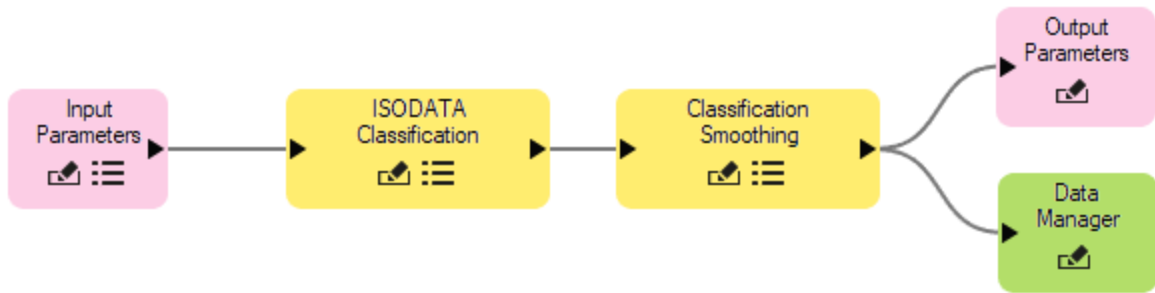 Input
Parameters
ISODATA
Classification
Classification
Smoothing
Output
Parameters
Data
Manager